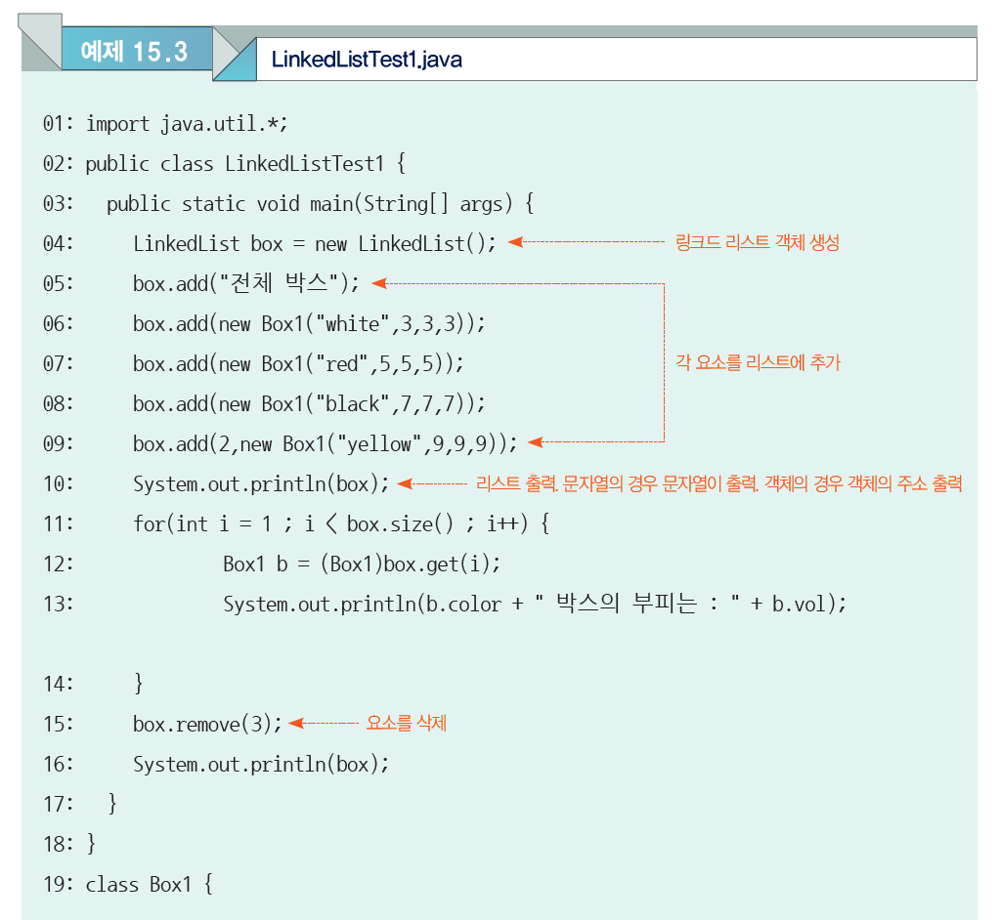 예제 15.3
LinkedListTest1.java
01: import java.util.*;
02: public class LinkedListTest1 {
03: public static void main(String[] args) {
04: LinkedList box = new LinkedList(); 링크드 리스트 객체 생성
05: box.add("전체 박스");
06: box.add(new Box1("white",3,3,3));
07: box.add(new Box1("red",5,5,5)); 각 요소를 리스트에 추가
08: box.add(new Box1("black",7,7,7));
09: box.add(2,new Box1("yellow",9,9,9));
10: System.out.println(box); 리스트 출력. 문자열의 경우 문자열이 출력. 객체의 경우 객체의 주소 출력
11: for(int i = 1 ; i < box.size() ; i++) {
12: Box1 b = (Box1)box.get(i);
13: System.out.println(b.color + " 박스의 부피는 : " + b.vol);
14: }
15: box.remove(3); 요소를 삭제
16: System.out.println(box);
17: }
18: }
19: class Box1 {